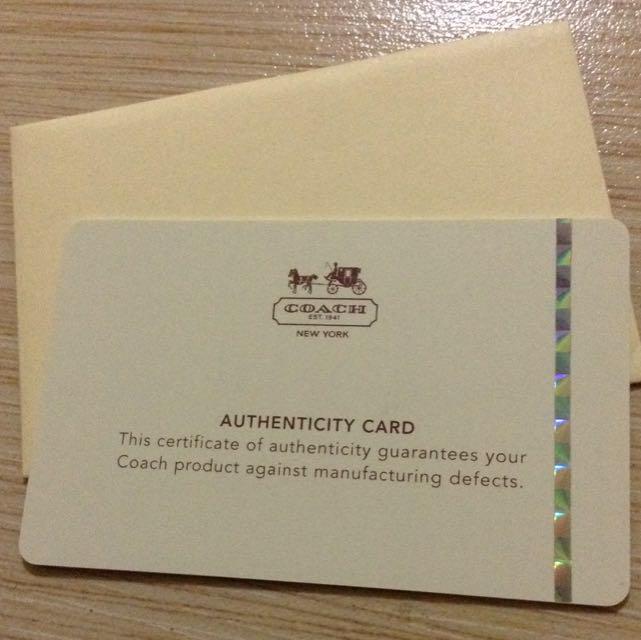 COACH
EST. 1941
NEW YORK
AUTHENTICITY CARD
This certificate of authenticity guarantees your
Coach product against manufacturing defects.